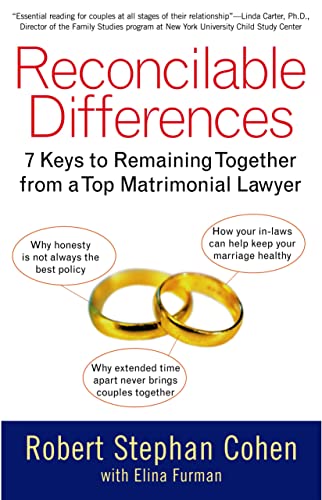 "Essential reading for couples at all stages of their relationship"—Linda Carter, Ph.D.,
Director of the Family Studies program at New York University Child Study Center
Reconcilable
Differences
7 Keys to Remaining Together
from a Top Matrimonial Lawyer
Why honesty
is not always the
best policy
How your in-laws
can help keep your
marriage healthy
Why extended time
apart never brings
couples together
Robert Stephan Cohen
with Elina Furman